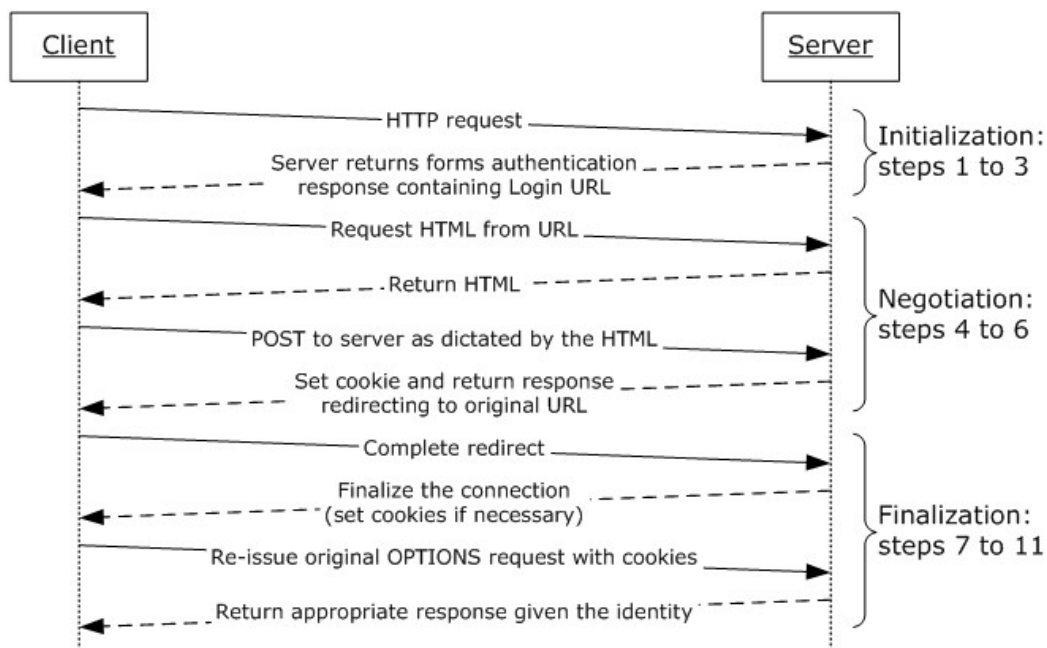 Client
Server
HTTP request
Server returns forms authentication
response containing Login URL
Initialization:
steps 1 to 3
Request HTML from URL
Return HTML
POST to server as dictated by the HTML
Set cookie and return response
redirecting to original URL
Negotiation:
steps 4 to 6
Complete redirect
Finalize the connection
(set cookies if necessary)
Re-issue original OPTIONS request with cookies
Return appropriate response given the identity
Finalization:
steps 7 to 11